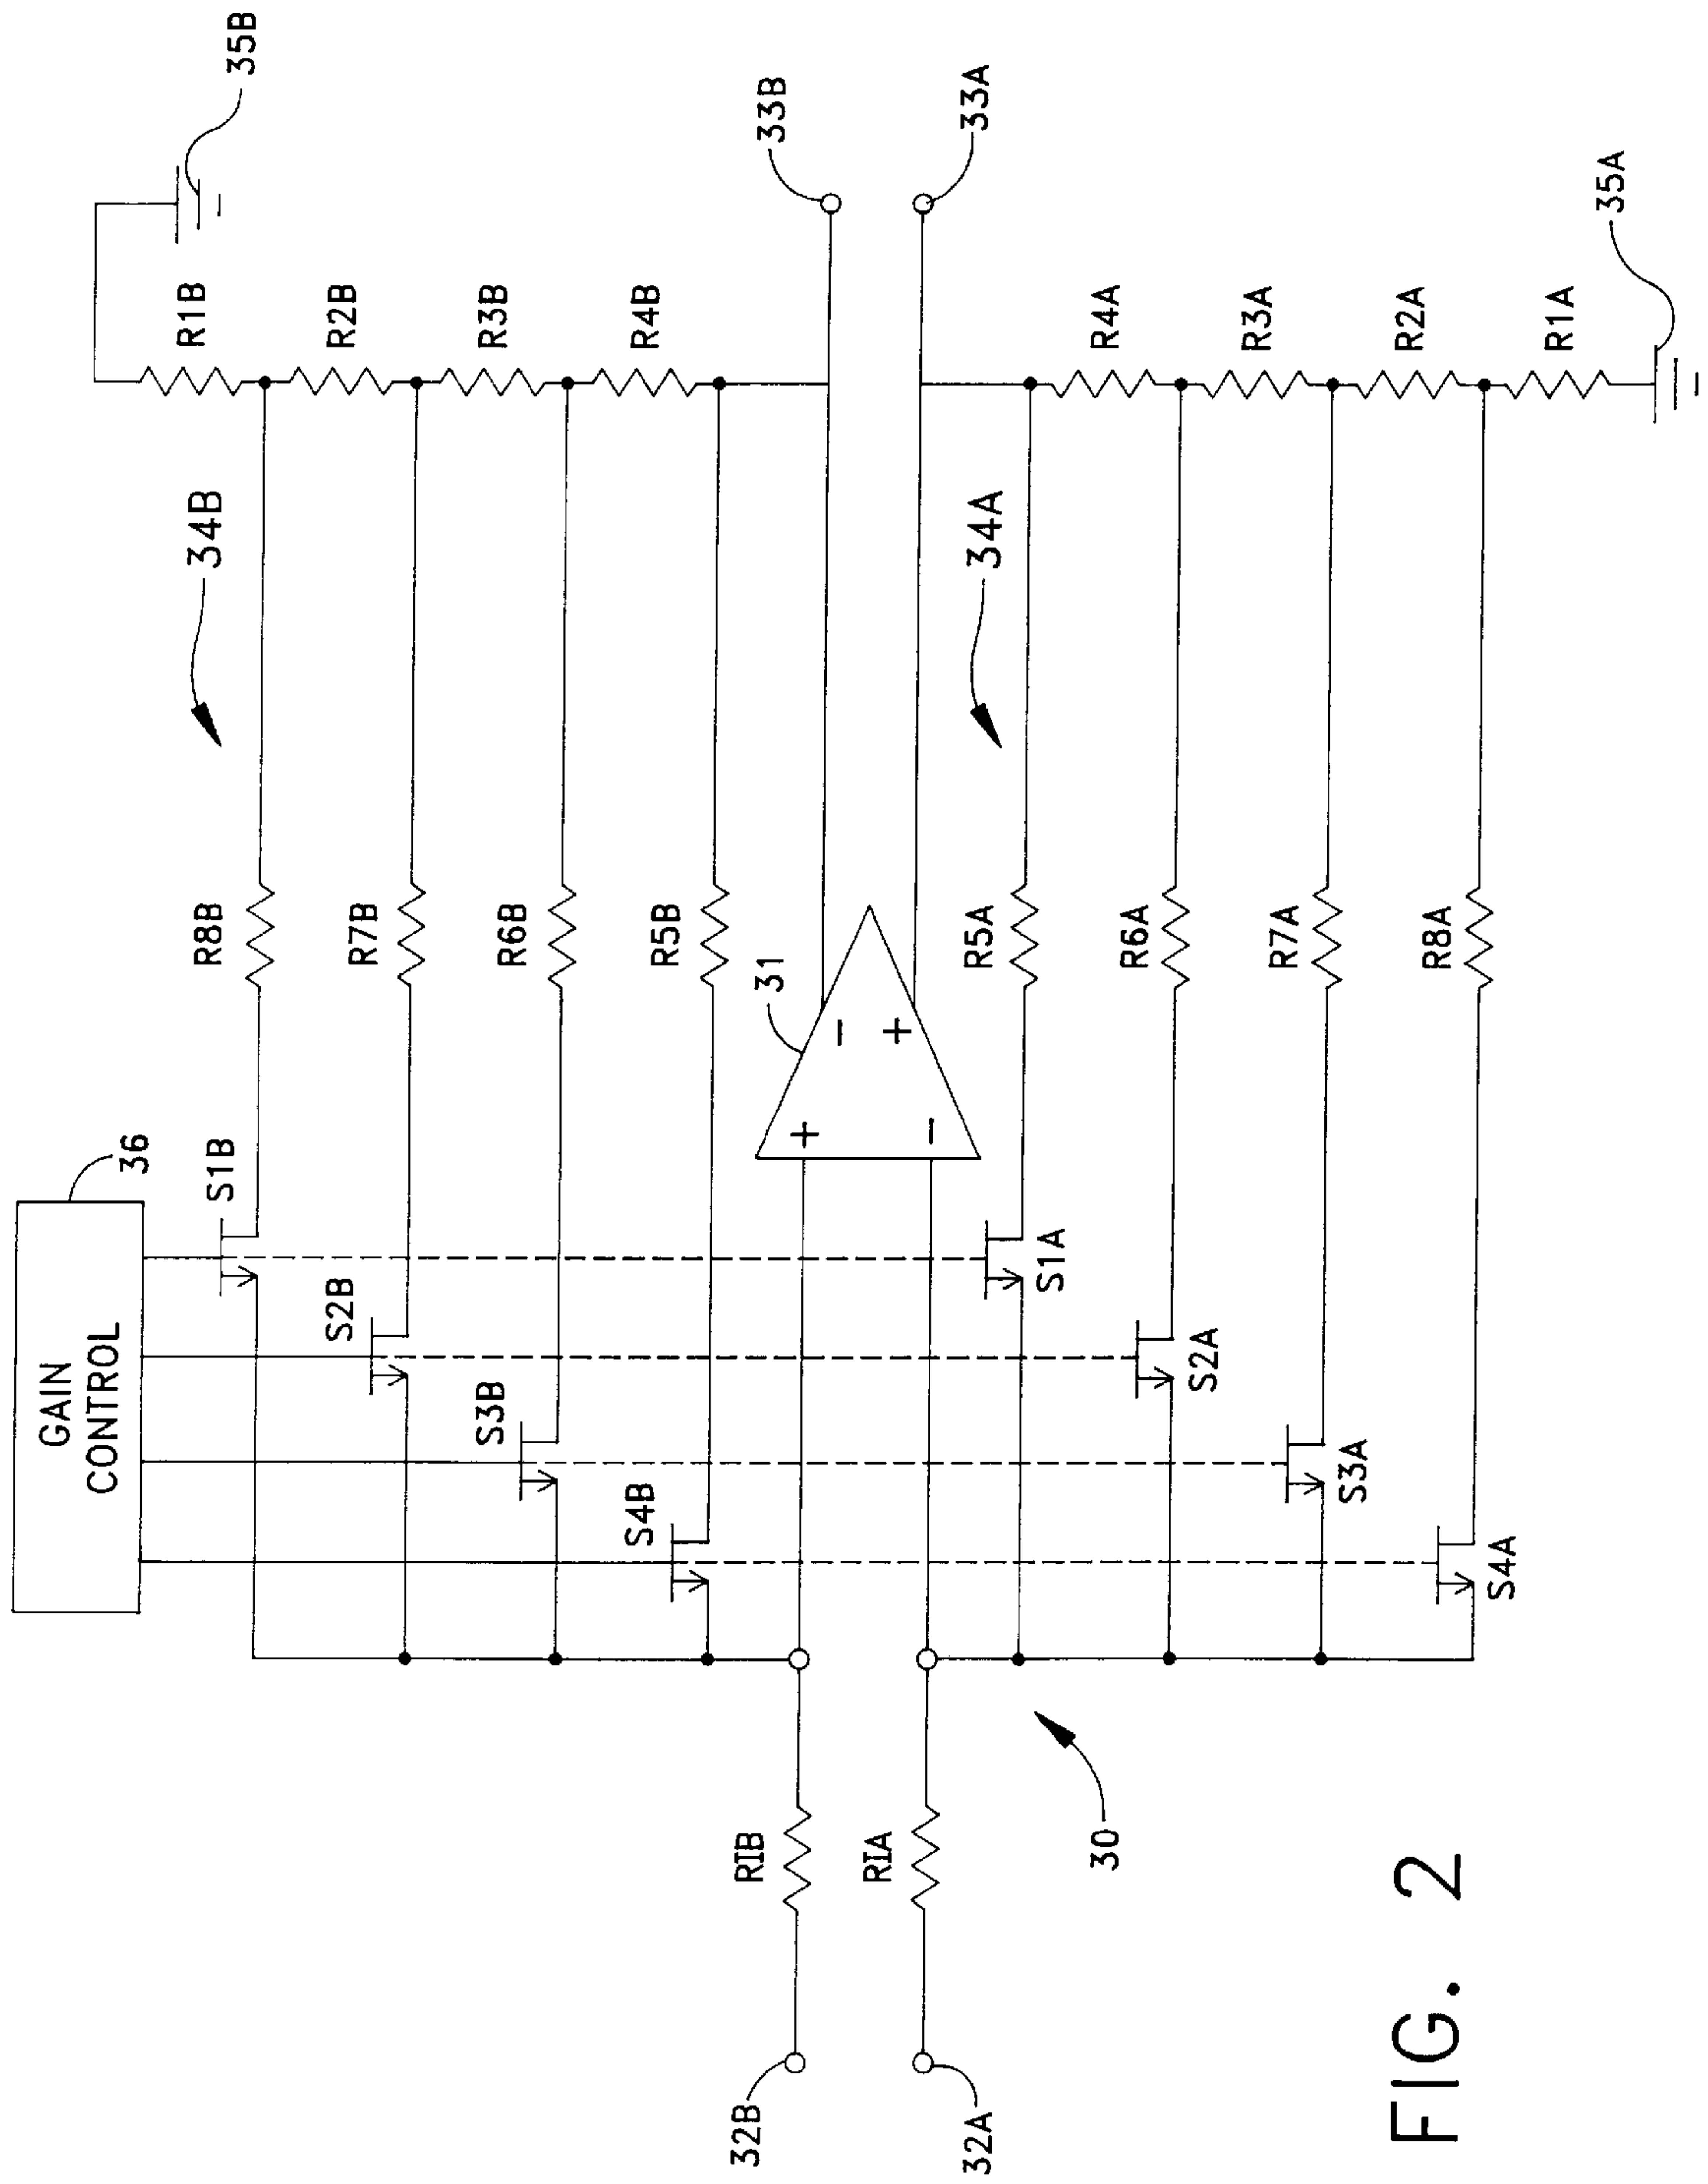 GAIN
CONTROL
36
35B
S1B
R8B
34B
R1B
S2B
R7B
R2B
S3B
R6B
R3B
S4B
R5B
R4B
31
33B
RIB
32B
+
-
-
+
RIA
32A
33A
30
S1A
R5A
34A
R4A
S2A
R6A
R3A
S3A
R7A
R2A
S4A
R8A
R1A
35A
FIG. 2